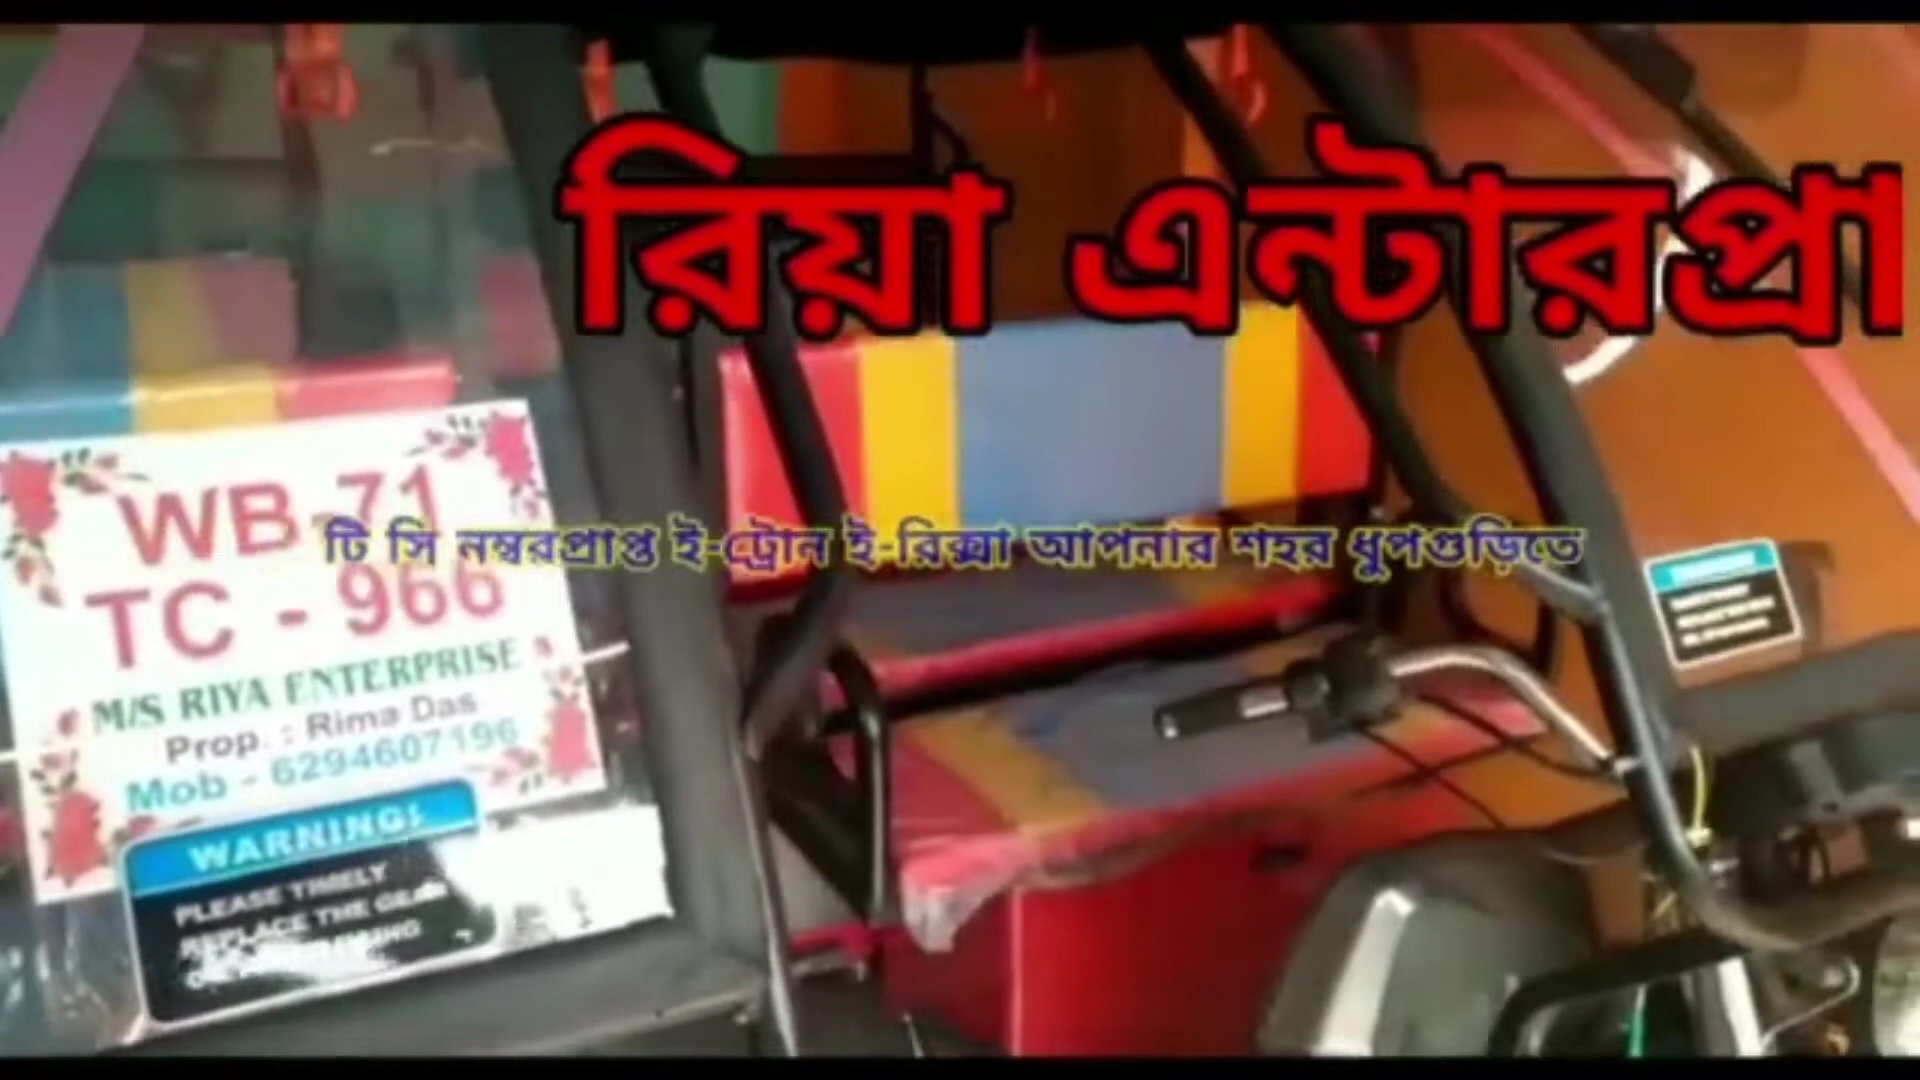 রিয়া এন্টারপ্রা
WB-71
টি সি নম্বরপ্রাপ্ত ই-ট্রোন ই-রিক্সা আপনার শহর ধুপগুড়িতে
TC - 966
M/S RIYA ENTERPRISE
Prop. : Rima Das
Mob - 6294607196
WARNING!
PLEASE TIMELY
REPLACE THE GEAR